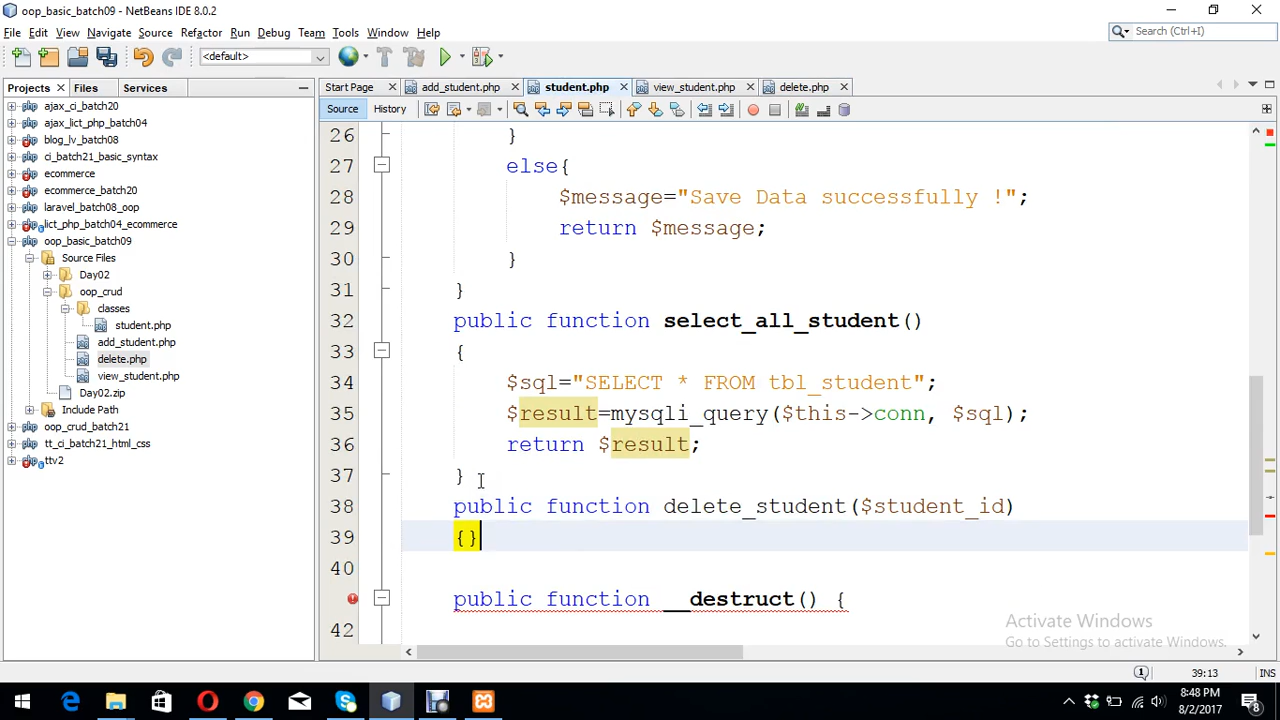 oop_basic_batch09 - NetBeans IDE 8.0.2
File Edit View Navigate Source Refactor Run Debug Team Tools Window Help
Search (Ctrl+I)
<default>
Projects Files Services
Start Page add_student.php student.php view_student.php delete.php
Source History
ajax_ci_batch20
ajax_lict_php_batch04
blog_lv_batch08
ci_batch21_basic_syntax
ecommerce
ecommerce_batch20
laravel_batch08_oop
lict_php_batch04_ecommerce
oop_basic_batch09
Source Files
Day02
oop_crud
classes
student.php
add_student.php
delete.php
view_student.php
Day02.zip
Include Path
oop_crud_batch21
tt_ci_batch21_html_css
ttv2
26 }
27 else{
28 $message="Save Data successfully !";
29 return $message;
30 }
31 }
32 public function select_all_student()
33 {
34 $sql="SELECT * FROM tbl_student";
35 $result=mysqli_query($this->conn, $sql);
36 return $result;
37 }
38 public function delete_student($student_id)
39 {}
40
public function __destruct() {
42
Activate Windows
Go to Settings to activate Windows.
1 39:13 INS
8:48 PM
8/2/2017
8